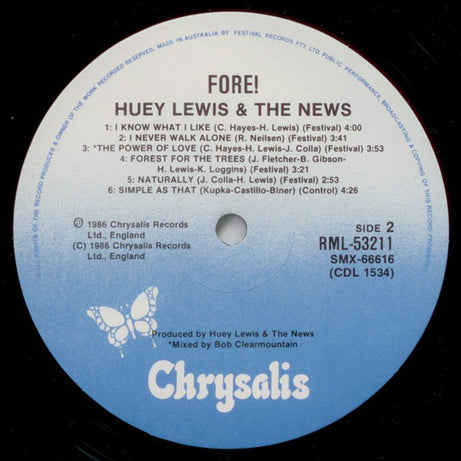 RECORD PRODUCER & OWNER OF THE WORK RECORDED RESERVED. MADE IN AUSTRALIA BY FESTIVAL RECORDS PTY. LTD. PUBLIC PERFORMANCE, BROADCASTING & COPYING OF THIS RECORD PROHIBITED.
ALL RIGHTS OF THE
FORE!
HUEY LEWIS & THE NEWS
1: I KNOW WHAT I LIKE (C. Hayes-H. Lewis) (Festival) 4:00
2: I NEVER WALK ALONE (R. Neilsen) (Festival) 3:41
3: *THE POWER OF LOVE (C. Hayes-H. Lewis-J. Colla) (Festival) 3:53
4: FOREST FOR THE TREES (J. Fletcher-B. Gibson-
H. Lewis-K. Loggins) (Festival) 3:21
5: NATURALLY (J. Colla-H. Lewis) (Festival) 2:53
6: SIMPLE AS THAT (Kupka-Castillo-Biner) (Control) 4:26
Ⓟ 1986 Chrysalis Records
Ltd., England
(C) 1986 Chrysalis Records
Ltd., England
SIDE 2
RML-53211
SMX-66616
(CDL 1534)
Produced by Huey Lewis & The News
*Mixed by Bob Clearmountain
Chrysalis